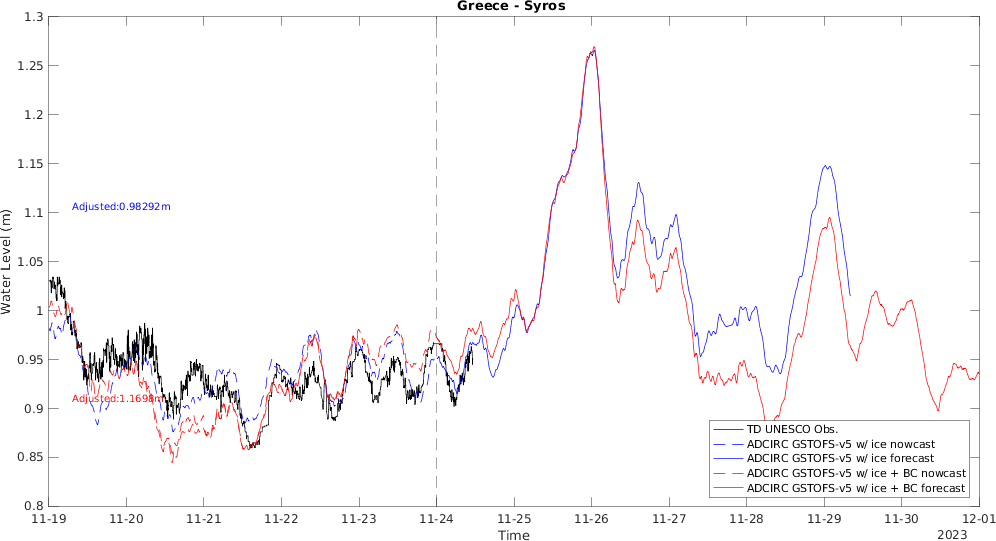 Greece - Syros
1.3
1.25
1.2
1.15
1.1
1.05
1
0.95
0.9
0.85
0.8
Water Level (m)
Adjusted:0.98292m
Adjusted:1.1698m
TD UNESCO Obs.
ADCIRC GSTOFS-v5 w/ ice nowcast
ADCIRC GSTOFS-v5 w/ ice forecast
ADCIRC GSTOFS-v5 w/ ice + BC nowcast
ADCIRC GSTOFS-v5 w/ ice + BC forecast
11-19 11-20 11-21 11-22 11-23 11-24 11-25 11-26 11-27 11-28 11-29 11-30 12-01
Time
2023